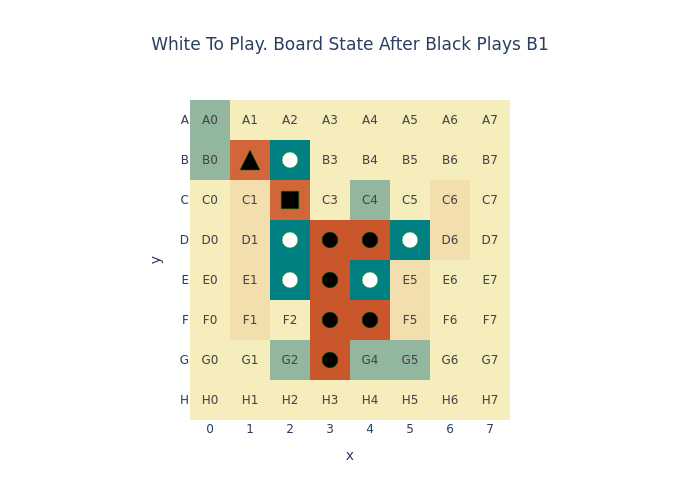 White To Play. Board State After Black Plays B1
A A0 A1 A2 A3 A4 A5 A6 A7
B B0 B3 B4 B5 B6 B7
C C0 C1 C3 C4 C5 C6 C7
D D0 D1 D6 D7
E E0 E1 E5 E6 E7
F F0 F1 F2 F5 F6 F7
G G0 G1 G2 G4 G5 G6 G7
H H0 H1 H2 H3 H4 H5 H6 H7
0 1 2 3 4 5 6 7
x
y